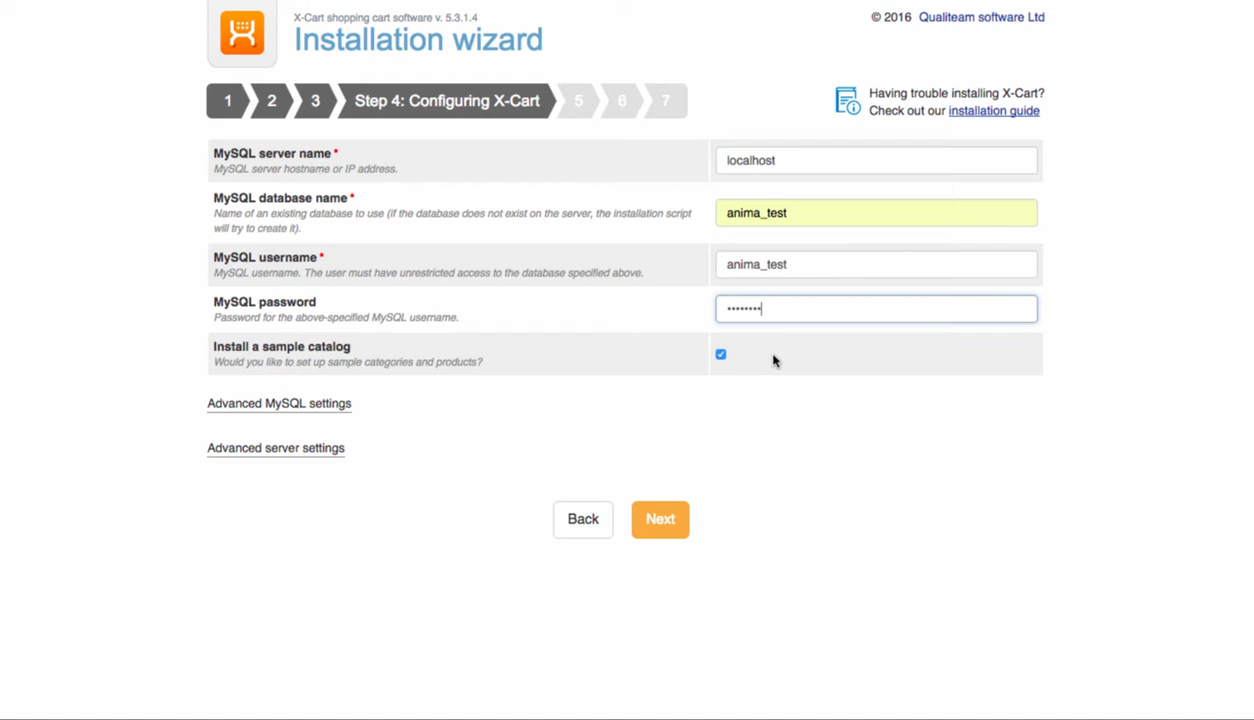 X-Cart shopping cart software v. 5.3.1.4
Installation wizard
© 2016 Qualiteam software Ltd
1 2 3 Step 4: Configuring X-Cart 5 6 7
Having trouble installing X-Cart?
Check out our installation guide
MySQL server name *
MySQL server hostname or IP address.
localhost
MySQL database name *
Name of an existing database to use (if the database does not exist on the server, the installation script
will try to create it).
anima_test
MySQL username *
MySQL username. The user must have unrestricted access to the database specified above.
anima_test
MySQL password
Password for the above-specified MySQL username.
••••••••
Install a sample catalog
Would you like to set up sample categories and products?
Advanced MySQL settings
Advanced server settings
Back
Next